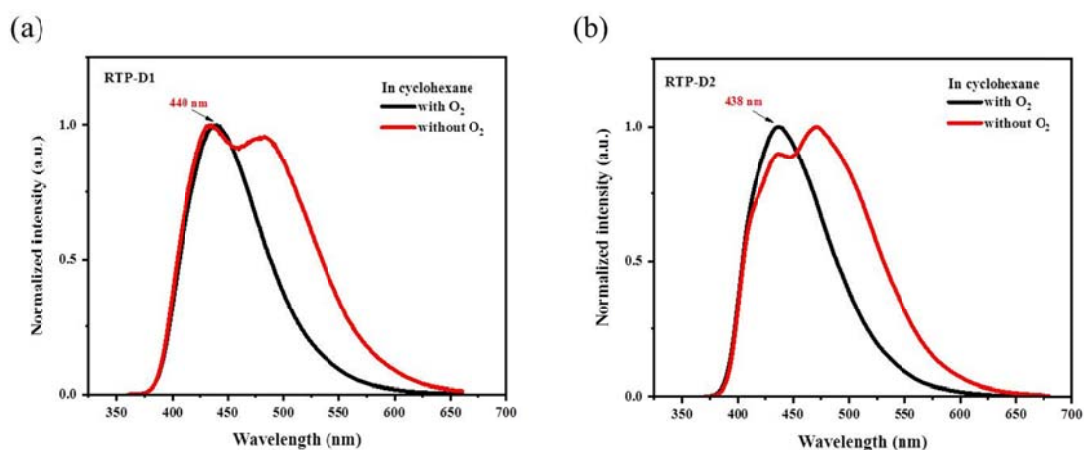 (a)
RTP-D1
In cyclohexane
with O₂
without O₂
440 nm
1.0
0.5
0.0
Normalized intensity (a.u.)
350 400 450 500 550 600 650 700
Wavelength (nm)
(b)
RTP-D2
In cyclohexane
with O₂
without O₂
438 nm
1.0
0.5
0.0
Normalized intensity (a.u.)
350 400 450 500 550 600 650 700
Wavelength (nm)